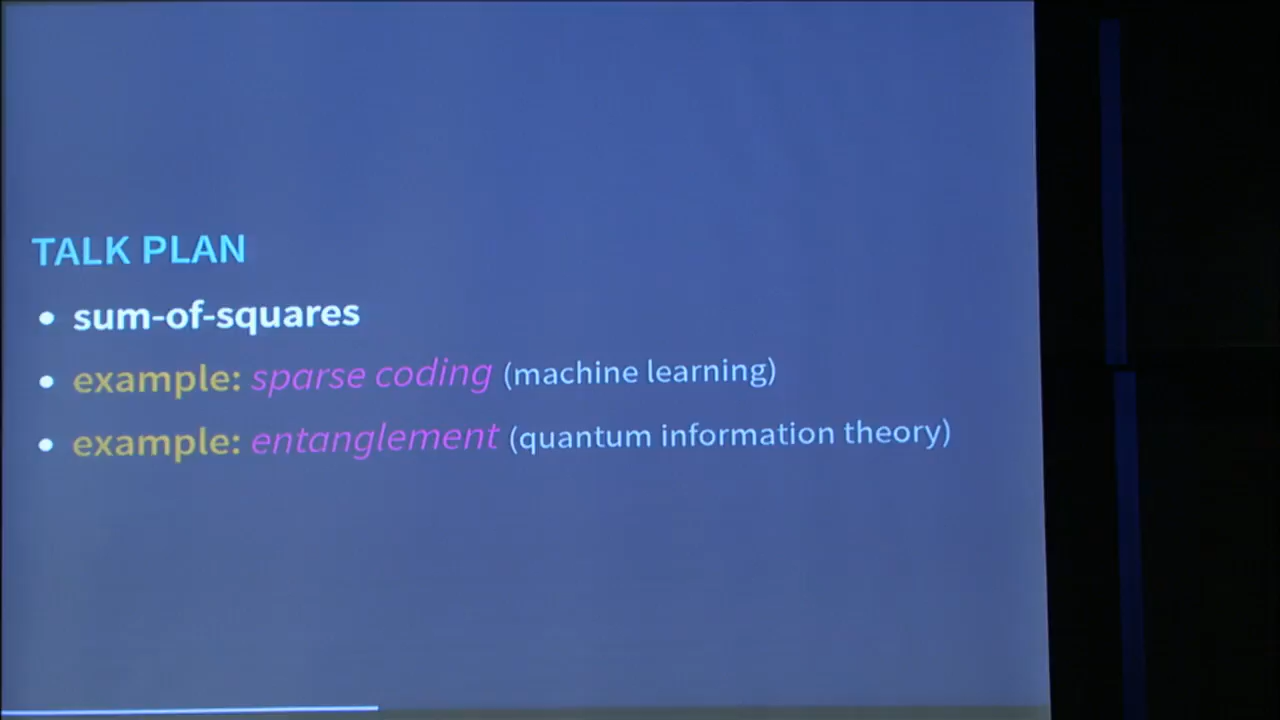 TALK PLAN
• sum-of-squares
• example: sparse coding (machine learning)
• example: entanglement (quantum information theory)